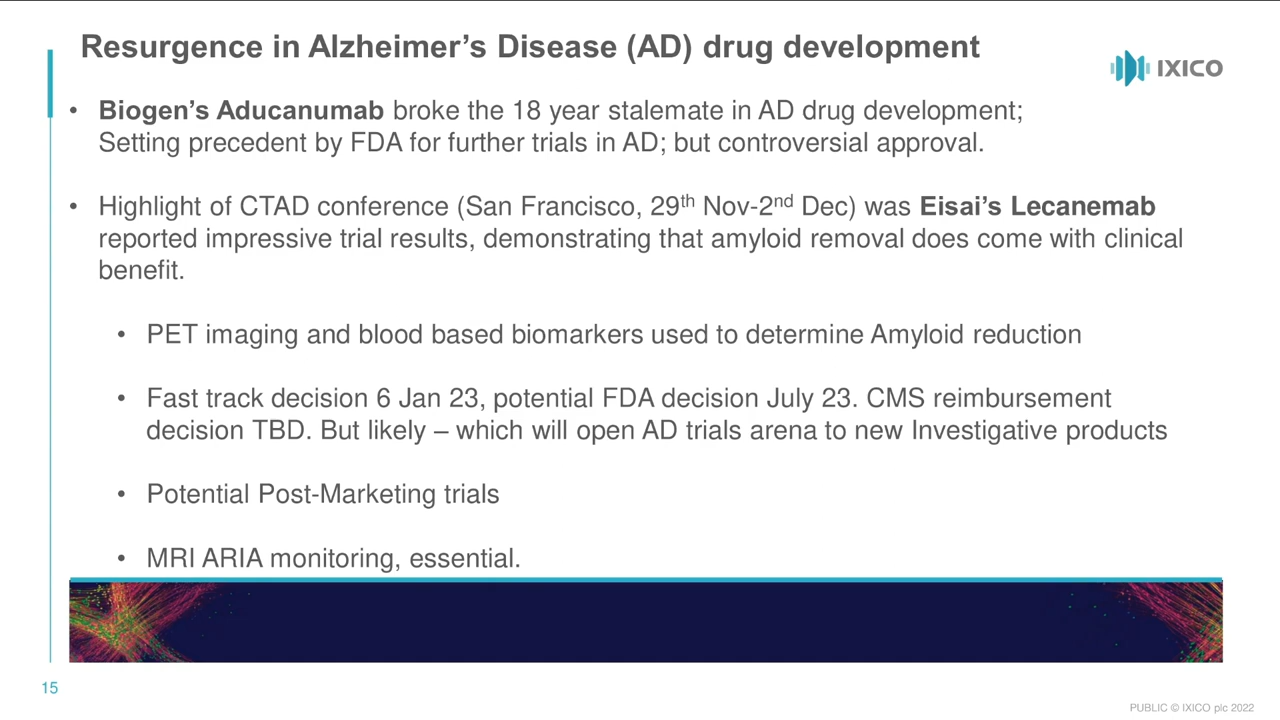 Resurgence in Alzheimer’s Disease (AD) drug development
IXICO
• Biogen’s Aducanumab broke the 18 year stalemate in AD drug development;
Setting precedent by FDA for further trials in AD; but controversial approval.
• Highlight of CTAD conference (San Francisco, 29th Nov-2nd Dec) was Eisai’s Lecanemab
reported impressive trial results, demonstrating that amyloid removal does come with clinical
benefit.
• PET imaging and blood based biomarkers used to determine Amyloid reduction
• Fast track decision 6 Jan 23, potential FDA decision July 23. CMS reimbursement
decision TBD. But likely – which will open AD trials arena to new Investigative products
• Potential Post-Marketing trials
• MRI ARIA monitoring, essential.
15
PUBLIC © IXICO plc 2022